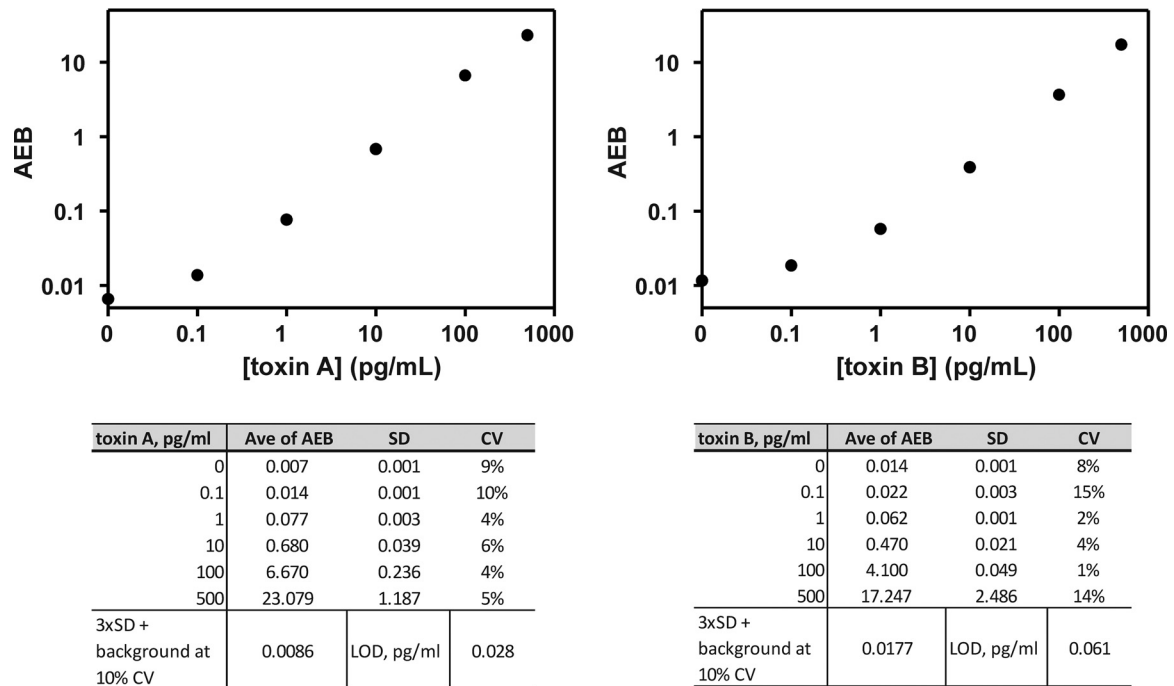 10
1
0.1
0.01
AEB
0 0.1 1 10 100 1000
[toxin A] (pg/mL)
10
1
0.1
0.01
AEB
0 0.1 1 10 100 1000
[toxin B] (pg/mL)
toxin A, pg/ml Ave of AEB SD CV
0 0.007 0.001 9%
0.1 0.014 0.001 10%
1 0.077 0.003 4%
10 0.680 0.039 6%
100 6.670 0.236 4%
500 23.079 1.187 5%
3xSD +
background at 0.0086 LOD, pg/ml 0.028
10% CV
toxin B, pg/ml Ave of AEB SD CV
0 0.014 0.001 8%
0.1 0.022 0.003 15%
1 0.062 0.001 2%
10 0.470 0.021 4%
100 4.100 0.049 1%
500 17.247 2.486 14%
3xSD +
background at 0.0177 LOD, pg/ml 0.061
10% CV